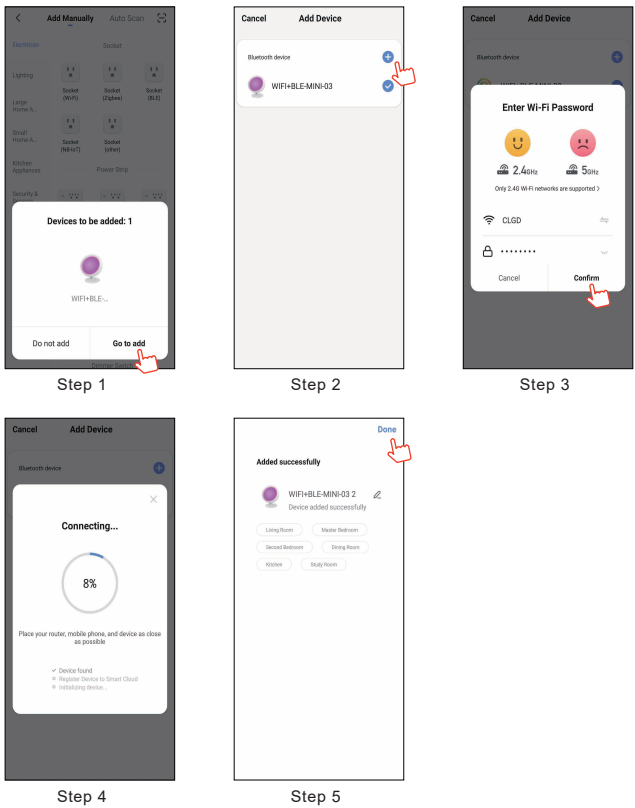 Add Manually Auto Scan
Electrician Socket
Lighting
Socket Socket Socket
(Wi-Fi) (Zigbee) (BLE)
Large
Home A...
Socket Socket
(NB-IoT) (other)
Small
Home A...
Kitchen
Appliances
Power Strip
Security &
Devices to be added: 1
WIFI+BLE-...
Do not add Go to add
Dimmer Switch
Step 1
Cancel Add Device
Bluetooth device
WIFI+BLE-MINI-03
Step 2
Cancel Add Device
Bluetooth device
WIFI+BLE-MINI-03
Enter Wi-Fi Password
2.4GHz 5GHz
Only 2.4G Wi-Fi networks are supported >
CLGD
••••••••
Cancel Confirm
Step 3
Cancel Add Device
Bluetooth device
Connecting...
8%
Place your router, mobile phone, and device as close
as possible
Device found
Register Device to Smart Cloud
Initializing device...
Step 4
Done
Added successfully
WIFI+BLE-MINI-03 2
Device added successfully
Living Room Master Bedroom
Second Bedroom Dining Room
Kitchen Study Room
Step 5